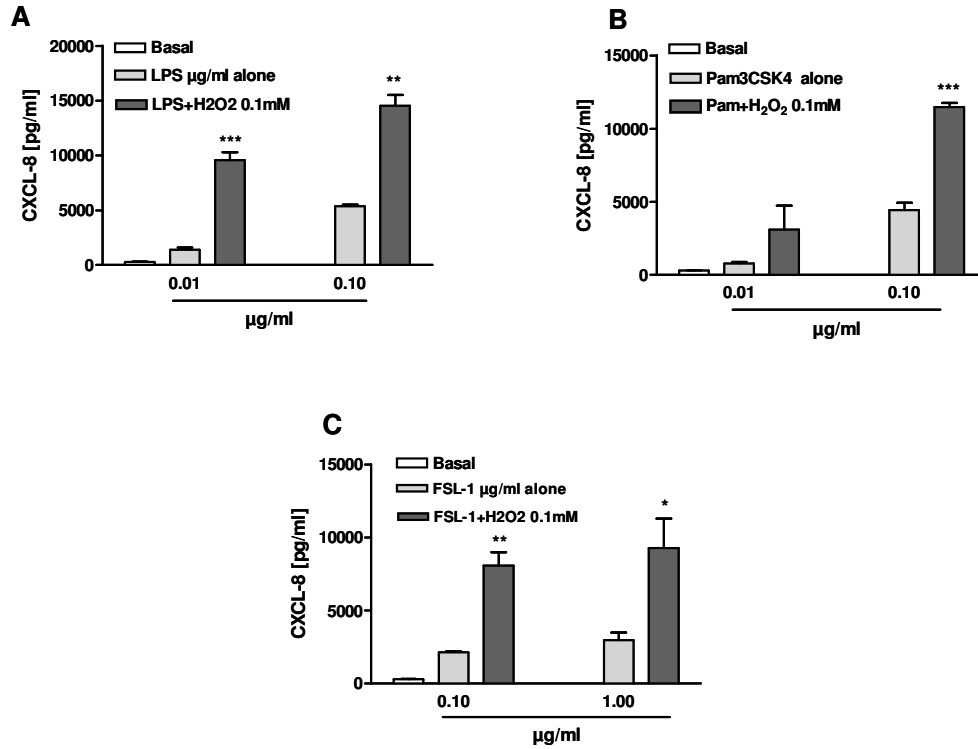 A
20000
15000
10000
5000
0
CXCL-8 [pg/ml]
Basal
LPS µg/ml alone
LPS+H2O2 0.1mM
***
**
0.01
0.10
µg/ml
B
15000
10000
5000
0
CXCL-8 [pg/ml]
Basal
Pam3CSK4 alone
Pam+H₂O₂ 0.1mM
***
0.01
0.10
µg/ml
C
15000
10000
5000
0
CXCL-8 [pg/ml]
Basal
FSL-1 µg/ml alone
FSL-1+H2O2 0.1mM
**
*
0.10
1.00
µg/ml